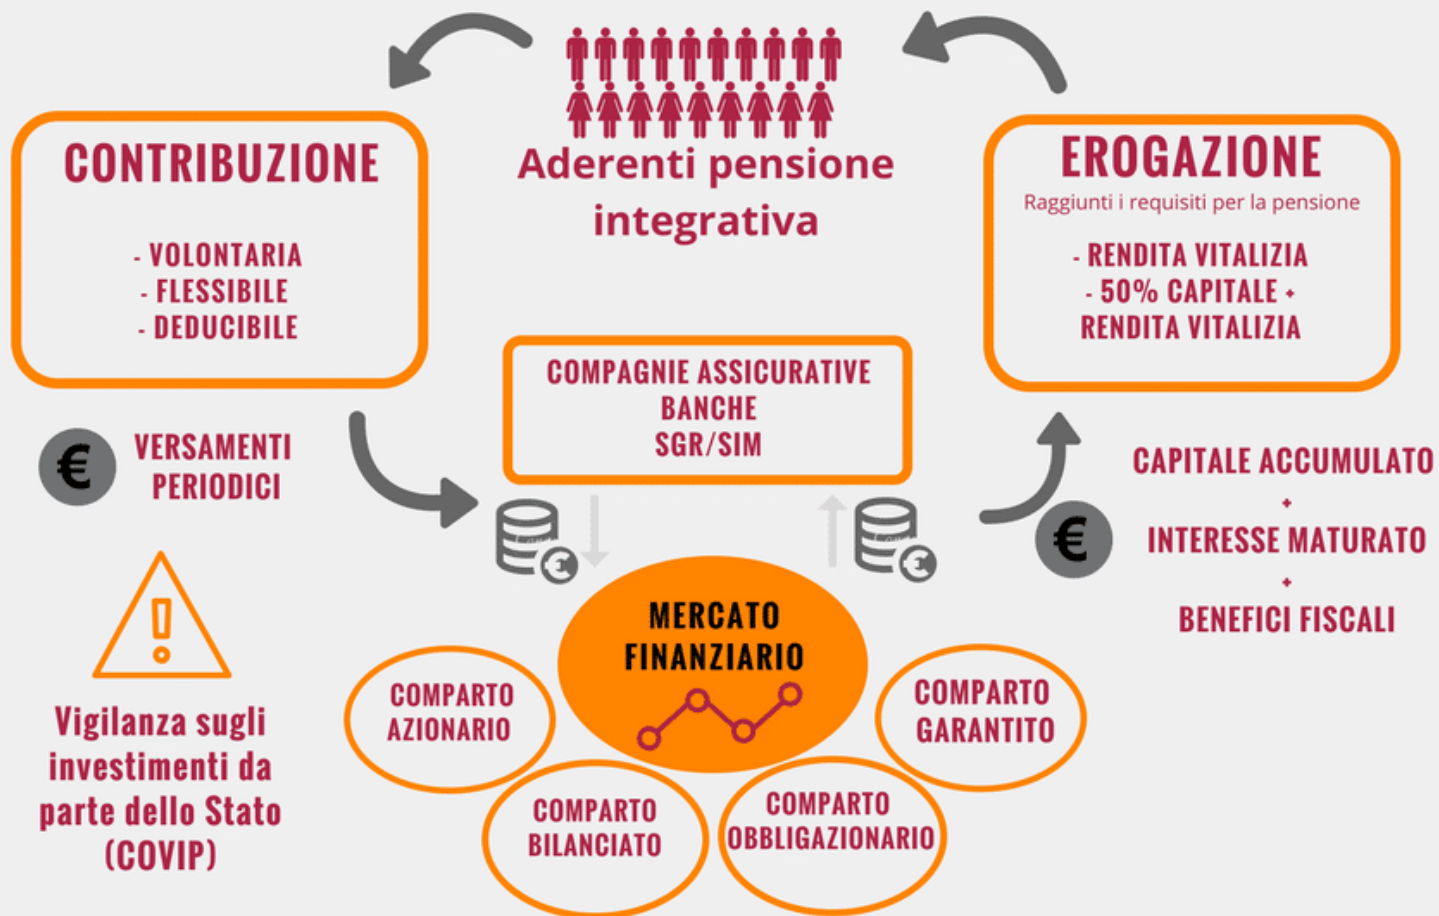 Aderenti pensione
integrativa
CONTRIBUZIONE
- VOLONTARIA
- FLESSIBILE
- DEDUCIBILE
EROGAZIONE
Raggiunti i requisiti per la pensione
- RENDITA VITALIZIA
- 50% CAPITALE +
RENDITA VITALIZIA
COMPAGNIE ASSICURATIVE
BANCHE
SGR/SIM
€
VERSAMENTI
PERIODICI
€
€
€
CAPITALE ACCUMULATO
+
INTERESSE MATURATO
+
BENEFICI FISCALI
MERCATO
FINANZIARIO
COMPARTO
AZIONARIO
COMPARTO
BILANCIATO
COMPARTO
OBBLIGAZIONARIO
COMPARTO
GARANTITO
!
Vigilanza sugli
investimenti da
parte dello Stato
(COVIP)